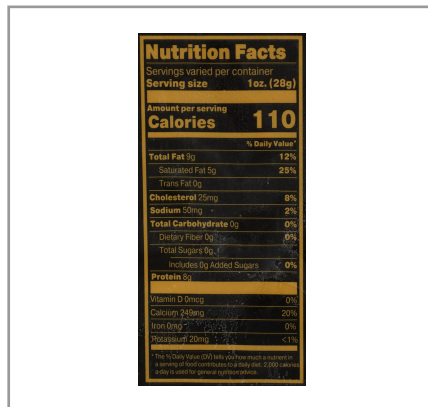 Nutrition Facts
Servings varied per container
Serving size 1oz. (28g)
Amount per serving
Calories 110
% Daily Value*
Total Fat 9g 12%
Saturated Fat 5g 25%
Trans Fat 0g
Cholesterol 25mg 8%
Sodium 50mg 2%
Total Carbohydrate 0g 0%
Dietary Fiber 0g 0%
Total Sugars 0g
Includes 0g Added Sugars 0%
Protein 8g
Vitamin D 0mcg 0%
Calcium 249mg 20%
Iron 0mg 0%
Potassium 20mg <1%
* The % Daily Value (DV) tells you how much a nutrient in
a serving of food contributes to a daily diet. 2,000 calories
a day is used for general nutrition advice.